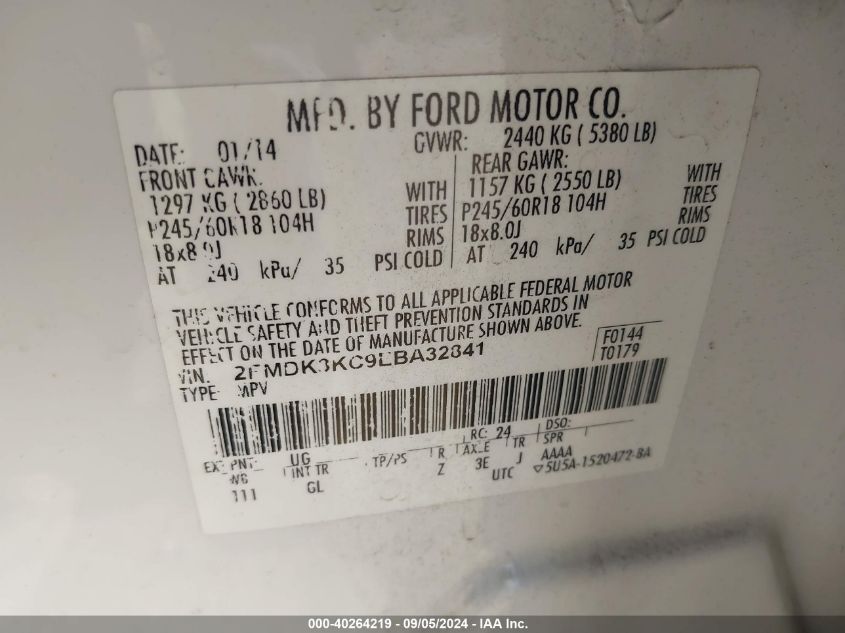 MFD. BY FORD MOTOR CO.
DATE: 01/14
GVWR: 2440 KG ( 5380 LB)
FRONT GAWR:
1297 KG ( 2860 LB) WITH
P245/60R18 104H TIRES
18x8.0J RIMS
AT 240 kPa/ 35 PSI COLD
REAR GAWR:
1157 KG ( 2550 LB) WITH
P245/60R18 104H TIRES
18x8.0J RIMS
AT 240 kPa/ 35 PSI COLD
THIS VEHICLE CONFORMS TO ALL APPLICABLE FEDERAL MOTOR
VEHICLE SAFETY AND THEFT PREVENTION STANDARDS IN
EFFECT ON THE DATE OF MANUFACTURE SHOWN ABOVE.
VIN: 2FMDK3KC9EBA32841
TYPE: MPV
F0144
T0179
EXT PNT: UG RC: 24 DSO:
WB INT TR TP/PS R AXLE TR SPR
111 GL Z 3E J AAAA
UTC 5U5A-1520472-BA
000-40264219 - 09/05/2024 - IAA Inc.